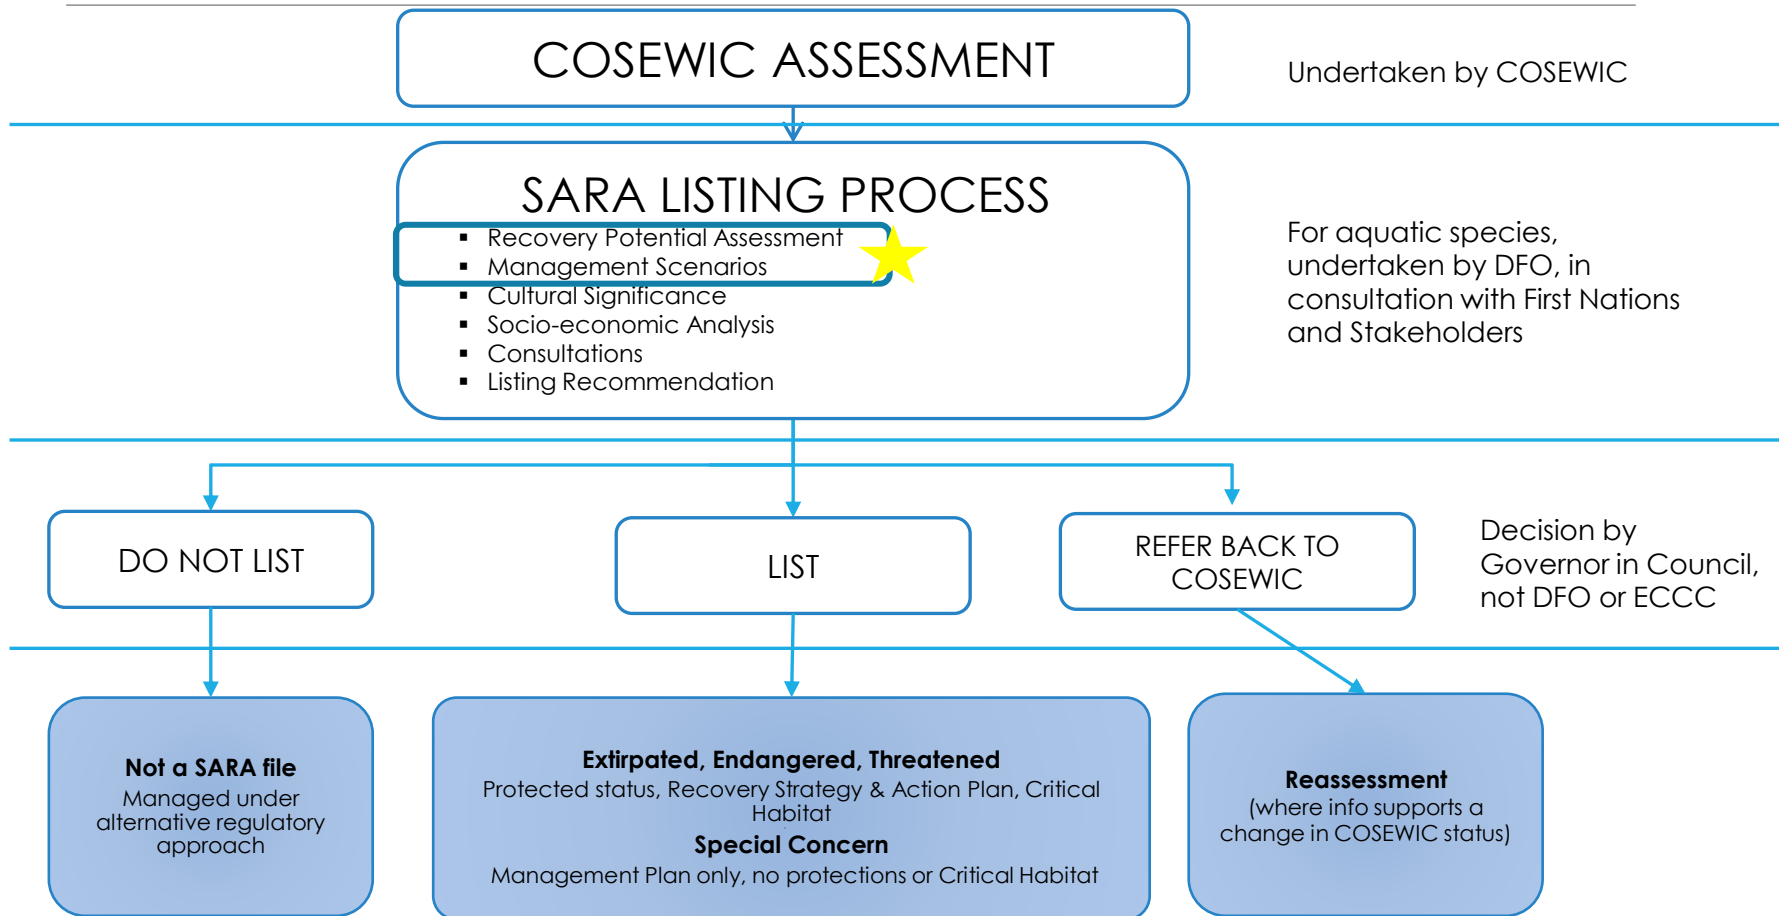 COSEWIC ASSESSMENT
Undertaken by COSEWIC
SARA LISTING PROCESS
▪ Recovery Potential Assessment
▪ Management Scenarios
▪ Cultural Significance
▪ Socio-economic Analysis
▪ Consultations
▪ Listing Recommendation
For aquatic species,
undertaken by DFO, in
consultation with First Nations
and Stakeholders
DO NOT LIST
LIST
REFER BACK TO
COSEWIC
Decision by
Governor in Council,
not DFO or ECCC
Not a SARA file
Managed under
alternative regulatory
approach
Extirpated, Endangered, Threatened
Protected status, Recovery Strategy & Action Plan, Critical
Habitat
Special Concern
Management Plan only, no protections or Critical Habitat
Reassessment
(where info supports a
change in COSEWIC status)